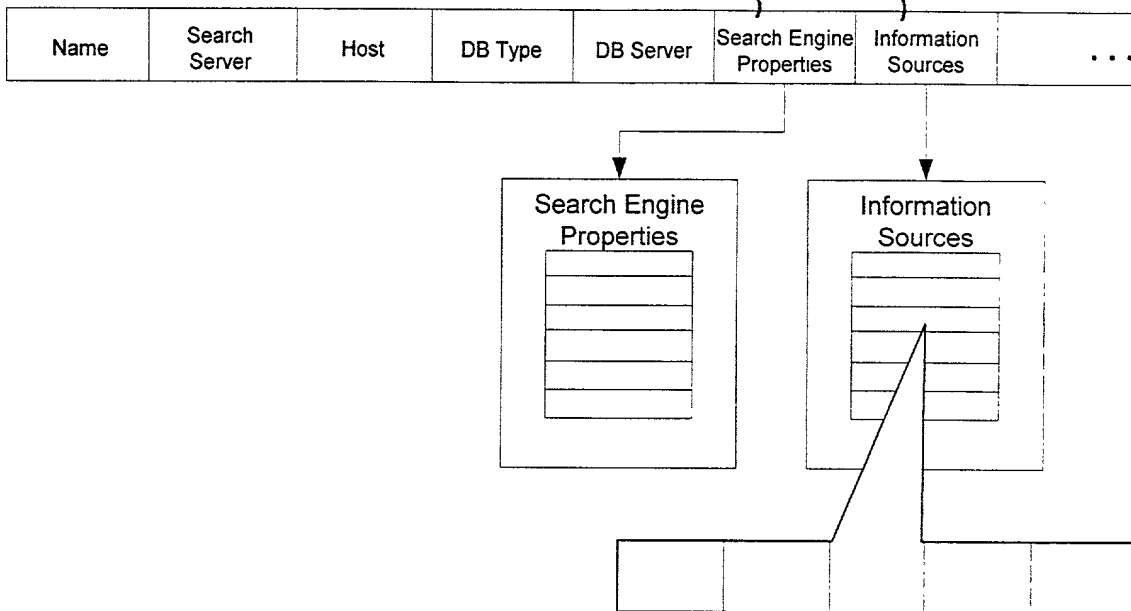 Name
Search
Server
Host
DB Type
DB Server
Search Engine
Properties
Information
Sources
...
Search Engine
Properties
Information
Sources